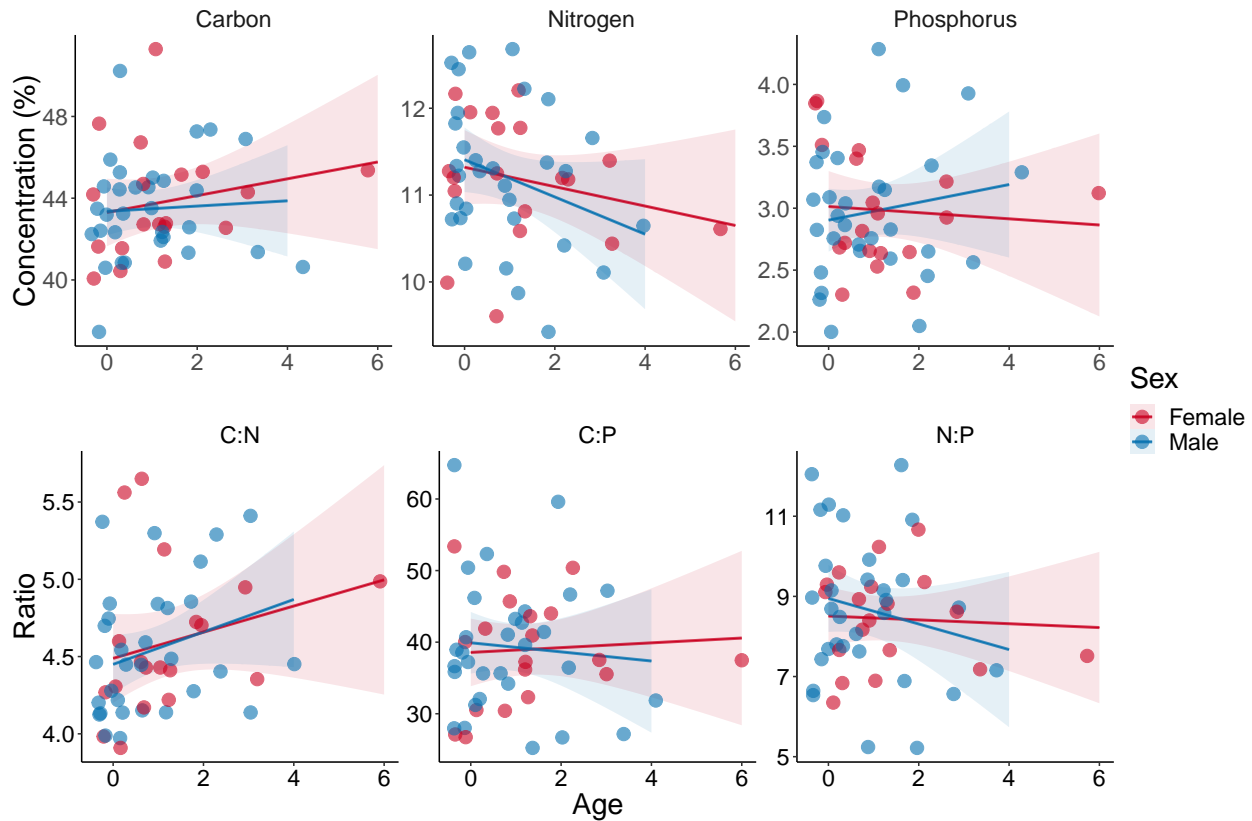 Carbon Nitrogen Phosphorus
Concentration (%)
48
44
40
0 2 4 6
12
11
10
0 2 4 6
4.0
3.5
3.0
2.5
2.0
0 2 4 6
Sex
Female
Male
C:N C:P N:P
Ratio
5.5
5.0
4.5
4.0
0 2 4 6
60
50
40
30
0 2 4 6
11
9
7
5
0 2 4 6
Age